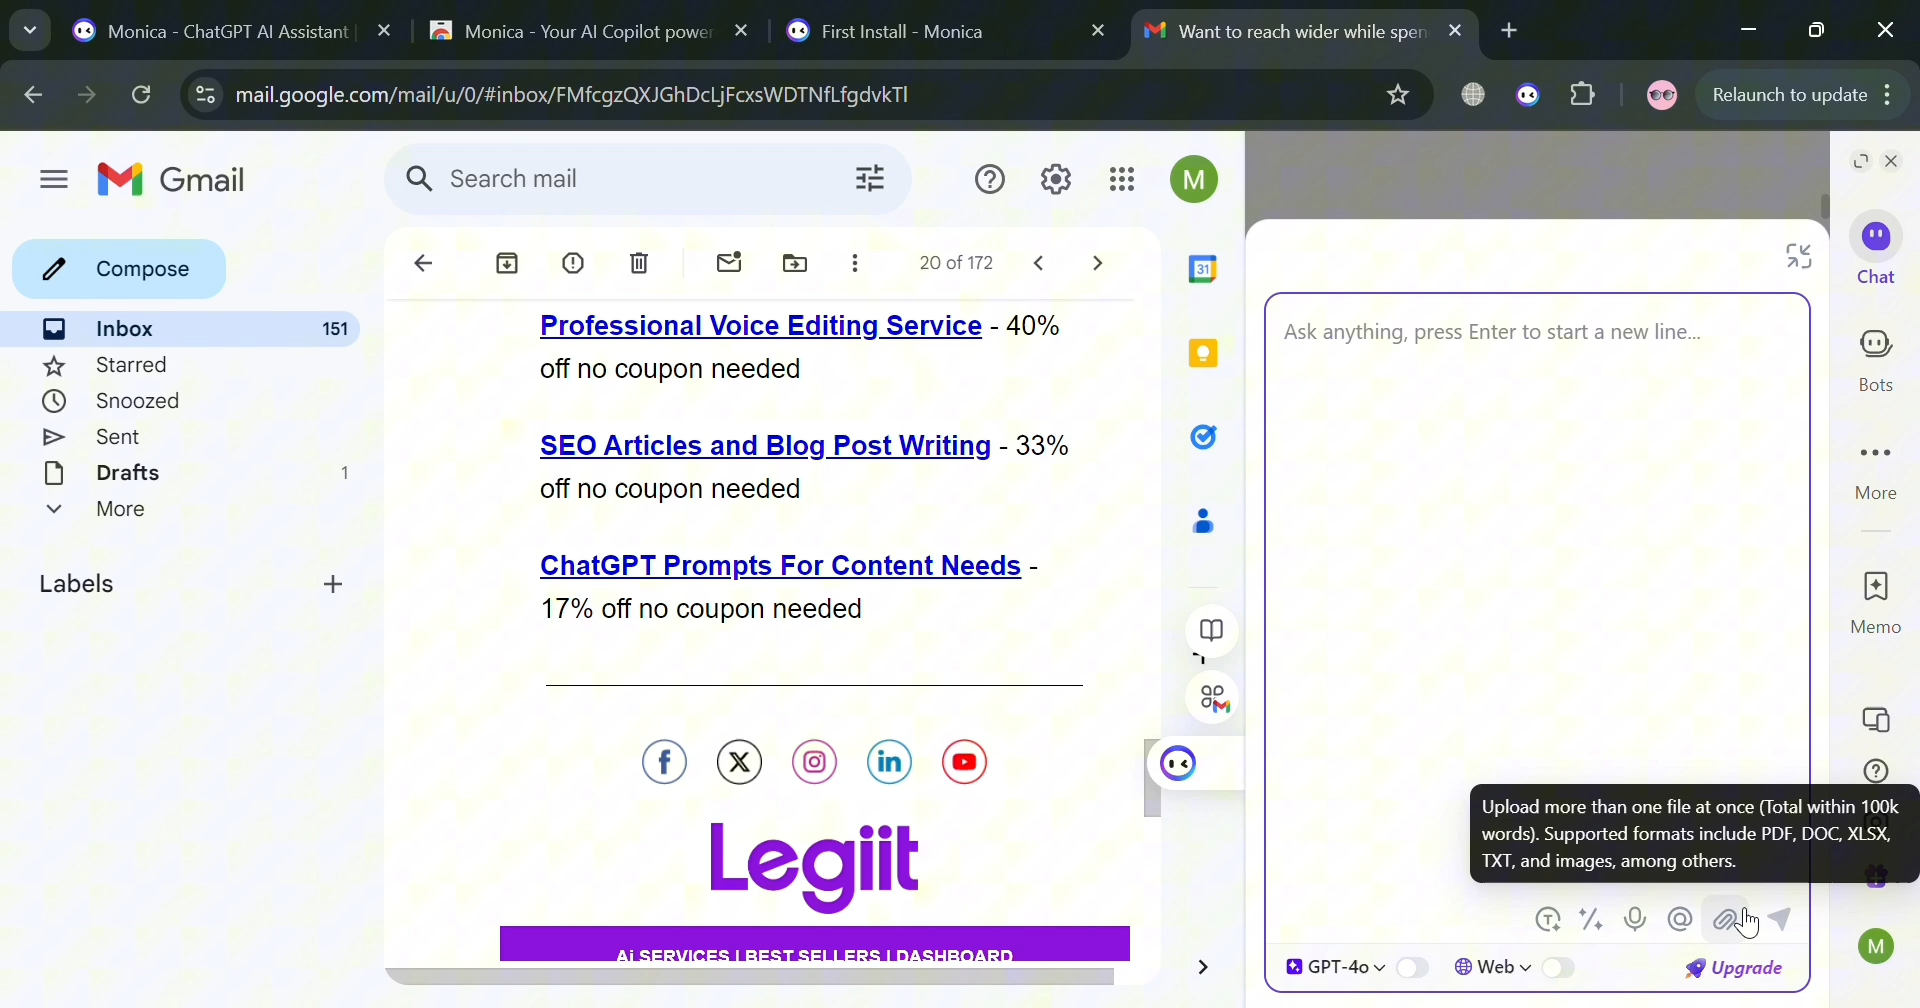 Monica - ChatGPT AI Assistant
Monica - Your AI Copilot power
First Install - Monica
Want to reach wider while spen
mail.google.com/mail/u/0/#inbox/FMfcgzQXJGhDcLjFcxsWDTNfLfgdvkTl
Relaunch to update
Gmail
Search mail
M
Compose
Inbox 151
Starred
Snoozed
Sent
Drafts 1
More
Labels
20 of 172
Professional Voice Editing Service - 40%
off no coupon needed
SEO Articles and Blog Post Writing - 33%
off no coupon needed
ChatGPT Prompts For Content Needs -
17% off no coupon needed
Legiit
Ai SERVICES | BEST SELLERS | DASHBOARD
31
Ask anything, press Enter to start a new line...
Upload more than one file at once (Total within 100k
words). Supported formats include PDF, DOC, XLSX,
TXT, and images, among others.
GPT-4o
Web
Upgrade
Chat
Bots
More
Memo
M